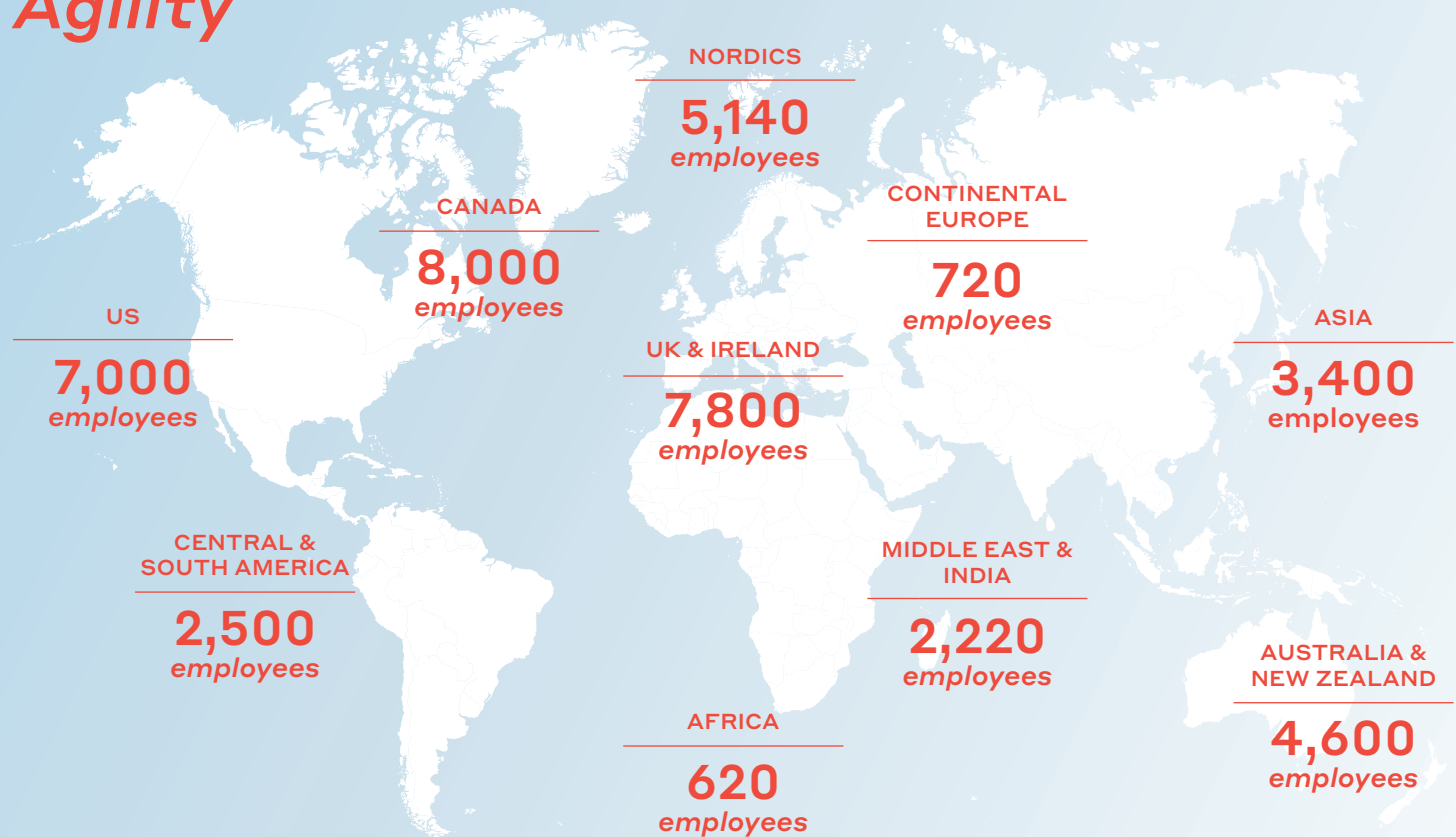 Agility
NORDICS
5,140
employees
CANADA
8,000
employees
CONTINENTAL
EUROPE
720
employees
US
7,000
employees
UK & IRELAND
7,800
employees
ASIA
3,400
employees
CENTRAL &
SOUTH AMERICA
2,500
employees
MIDDLE EAST &
INDIA
2,220
employees
AUSTRALIA &
NEW ZEALAND
4,600
employees
AFRICA
620
employees